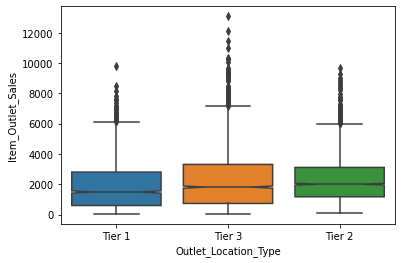 12000
10000
8000
6000
4000
2000
0
Item_Outlet_Sales
Tier 1
Tier 3
Tier 2
Outlet_Location_Type